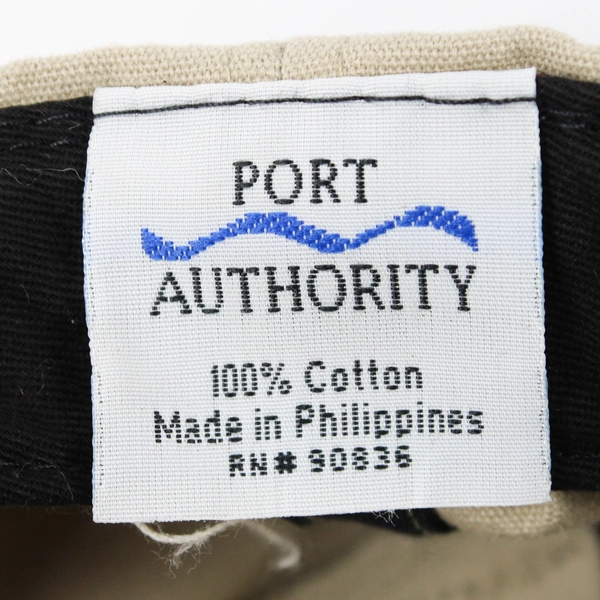 PORT
AUTHORITY
100% Cotton
Made in Philippines
RN# 90836